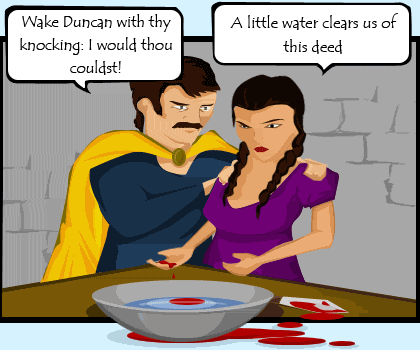 Wake Duncan with thy
knocking: I would thou
couldst!
A little water clears us of
this deed